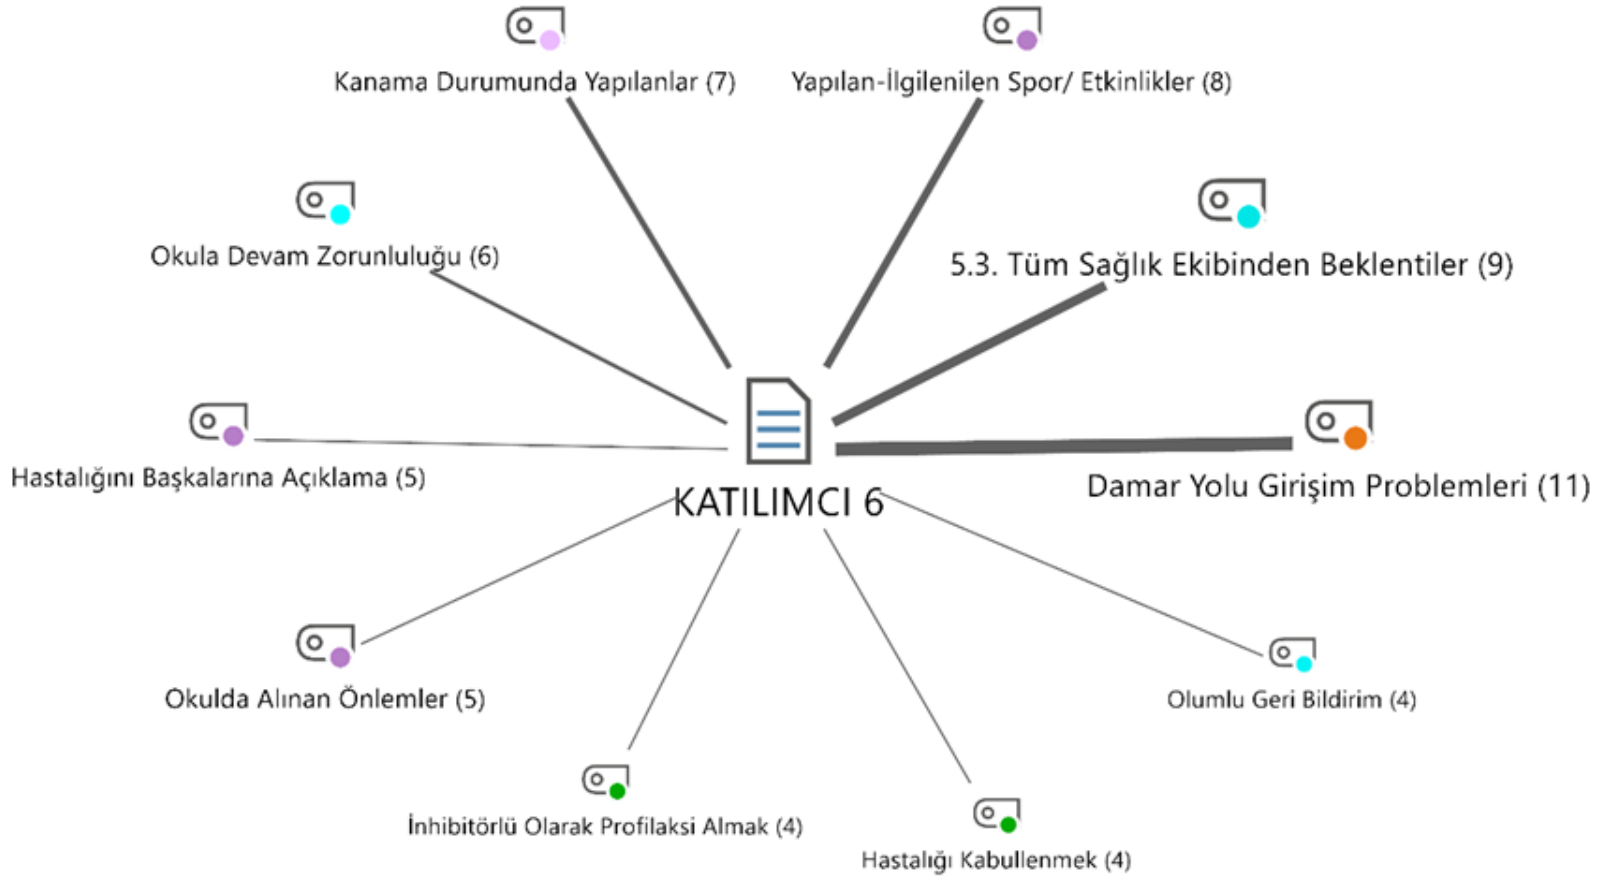 Kanama Durumunda Yapılanlar (7)
Yapılan-İlgilenilen Spor/ Etkinlikler (8)
Okula Devam Zorunluluğu (6)
5.3. Tüm Sağlık Ekibinden Beklentiler (9)
Hastalığını Başkalarına Açıklama (5)
Damar Yolu Girişim Problemleri (11)
KATILIMCI 6
Okulda Alınan Önlemler (5)
Olumlu Geri Bildirim (4)
İnhibitörlü Olarak Profilaksi Almak (4)
Hastalığı Kabullenmek (4)